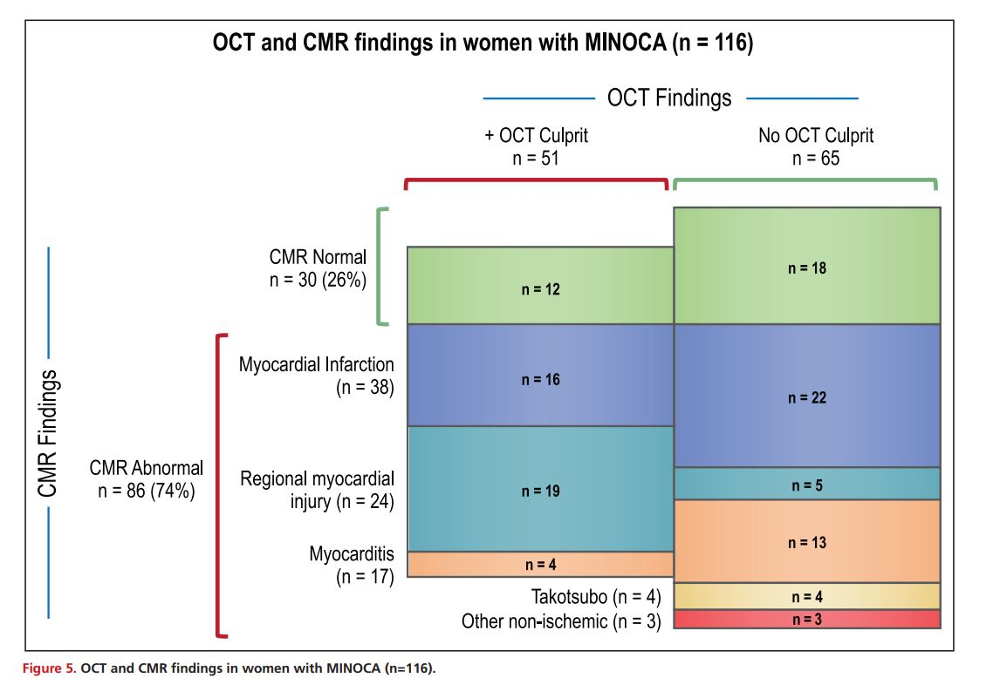 OCT and CMR findings in women with MINOCA (n = 116)
OCT Findings
+ OCT Culprit
n = 51
No OCT Culprit
n = 65
CMR Normal
n = 30 (26%)
n = 12
n = 18
CMR Findings
CMR Abnormal
n = 86 (74%)
Myocardial Infarction
(n = 38)
n = 16
n = 22
Regional myocardial
injury (n = 24)
n = 19
n = 5
Myocarditis
(n = 17)
n = 4
n = 13
Takotsubo (n = 4)
n = 4
Other non-ischemic (n = 3)
n = 3
Figure 5. OCT and CMR findings in women with MINOCA (n=116).